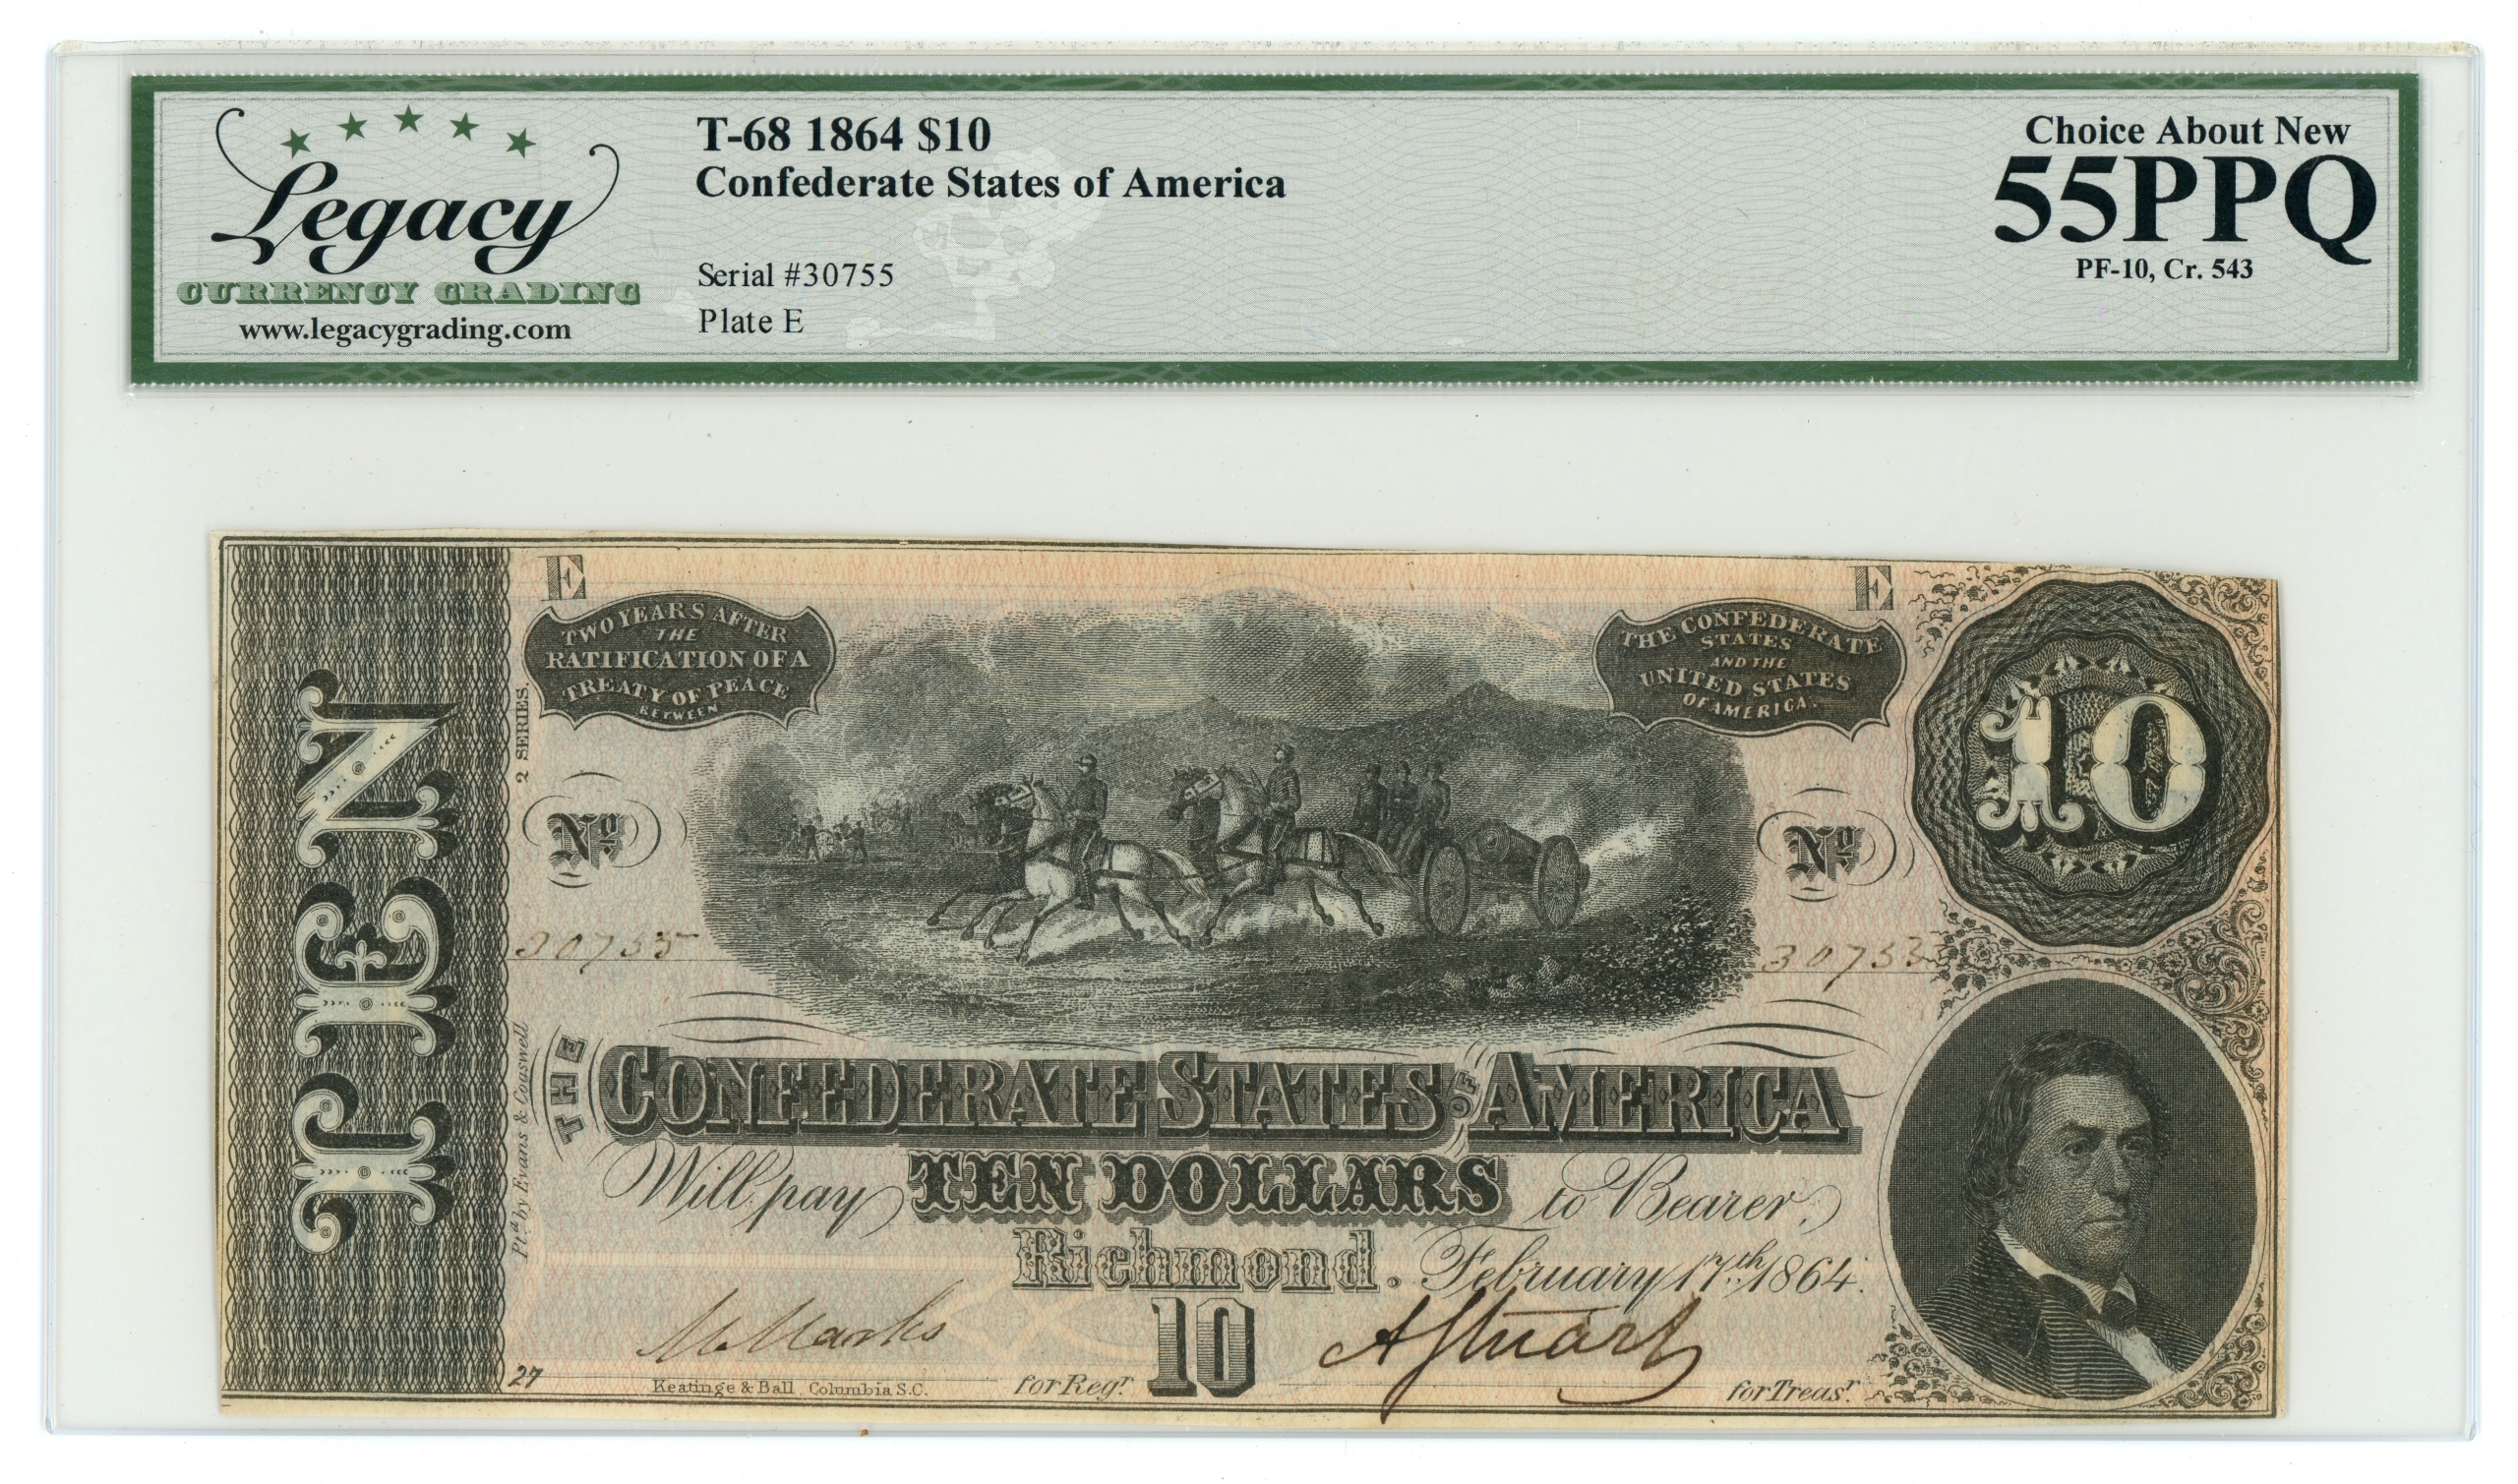 Legacy
CURRENCY GRADING
www.legacygrading.com
T-68 1864 $10
Confederate States of America
Serial #30755
Plate E
Choice About New
55PPQ
PF-10, Cr. 543
TEN
E
E
TWO YEARS AFTER
THE
RATIFICATION OF A
TREATY OF PEACE
BETWEEN
THE CONFEDERATE
STATES
AND THE
UNITED STATES
OF AMERICA.
10
2 SERIES.
No
No
30755
30755
Ptd by Evans & Cogswell
THE CONFEDERATE STATES OF AMERICA
Will pay TEN DOLLARS to Bearer,
Richmond. February 17th 1864.
M Marks
A Stuart
27
Keatinge & Ball, Columbia S.C.
for Regr.
10
for Treasr.